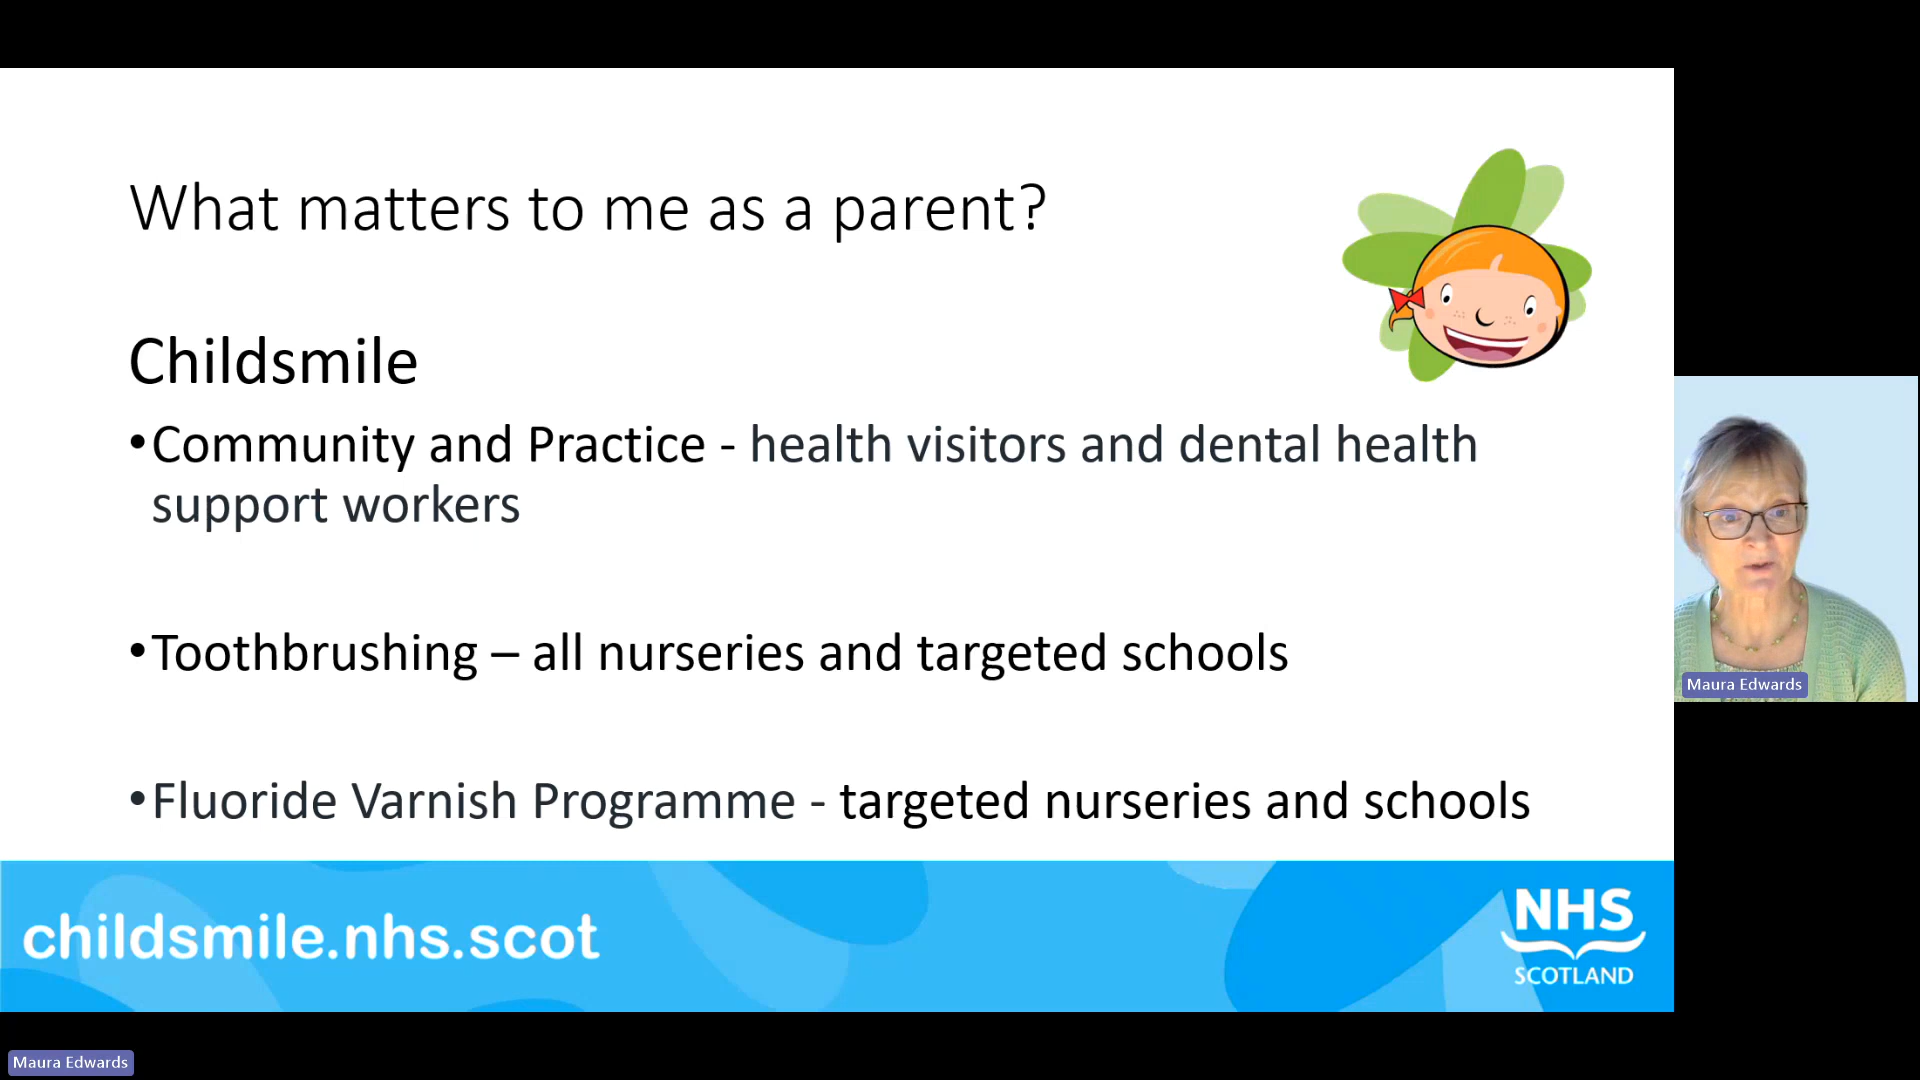 What matters to me as a parent?
Childsmile
•Community and Practice - health visitors and dental health
support workers
•Toothbrushing – all nurseries and targeted schools
•Fluoride Varnish Programme - targeted nurseries and schools
childsmile.nhs.scot
NHS
SCOTLAND
Maura Edwards
Maura Edwards